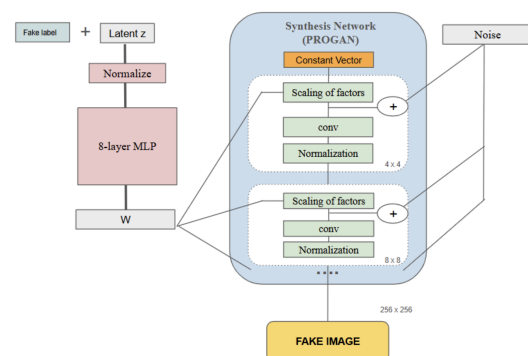 Fake label + Latent z
Normalize
8-layer MLP
W
Synthesis Network
(PROGAN)
Constant Vector
Scaling of factors
+
conv
Normalization
4 x 4
Scaling of factors
+
conv
Normalization
8 x 8
....
Noise
256 x 256
FAKE IMAGE